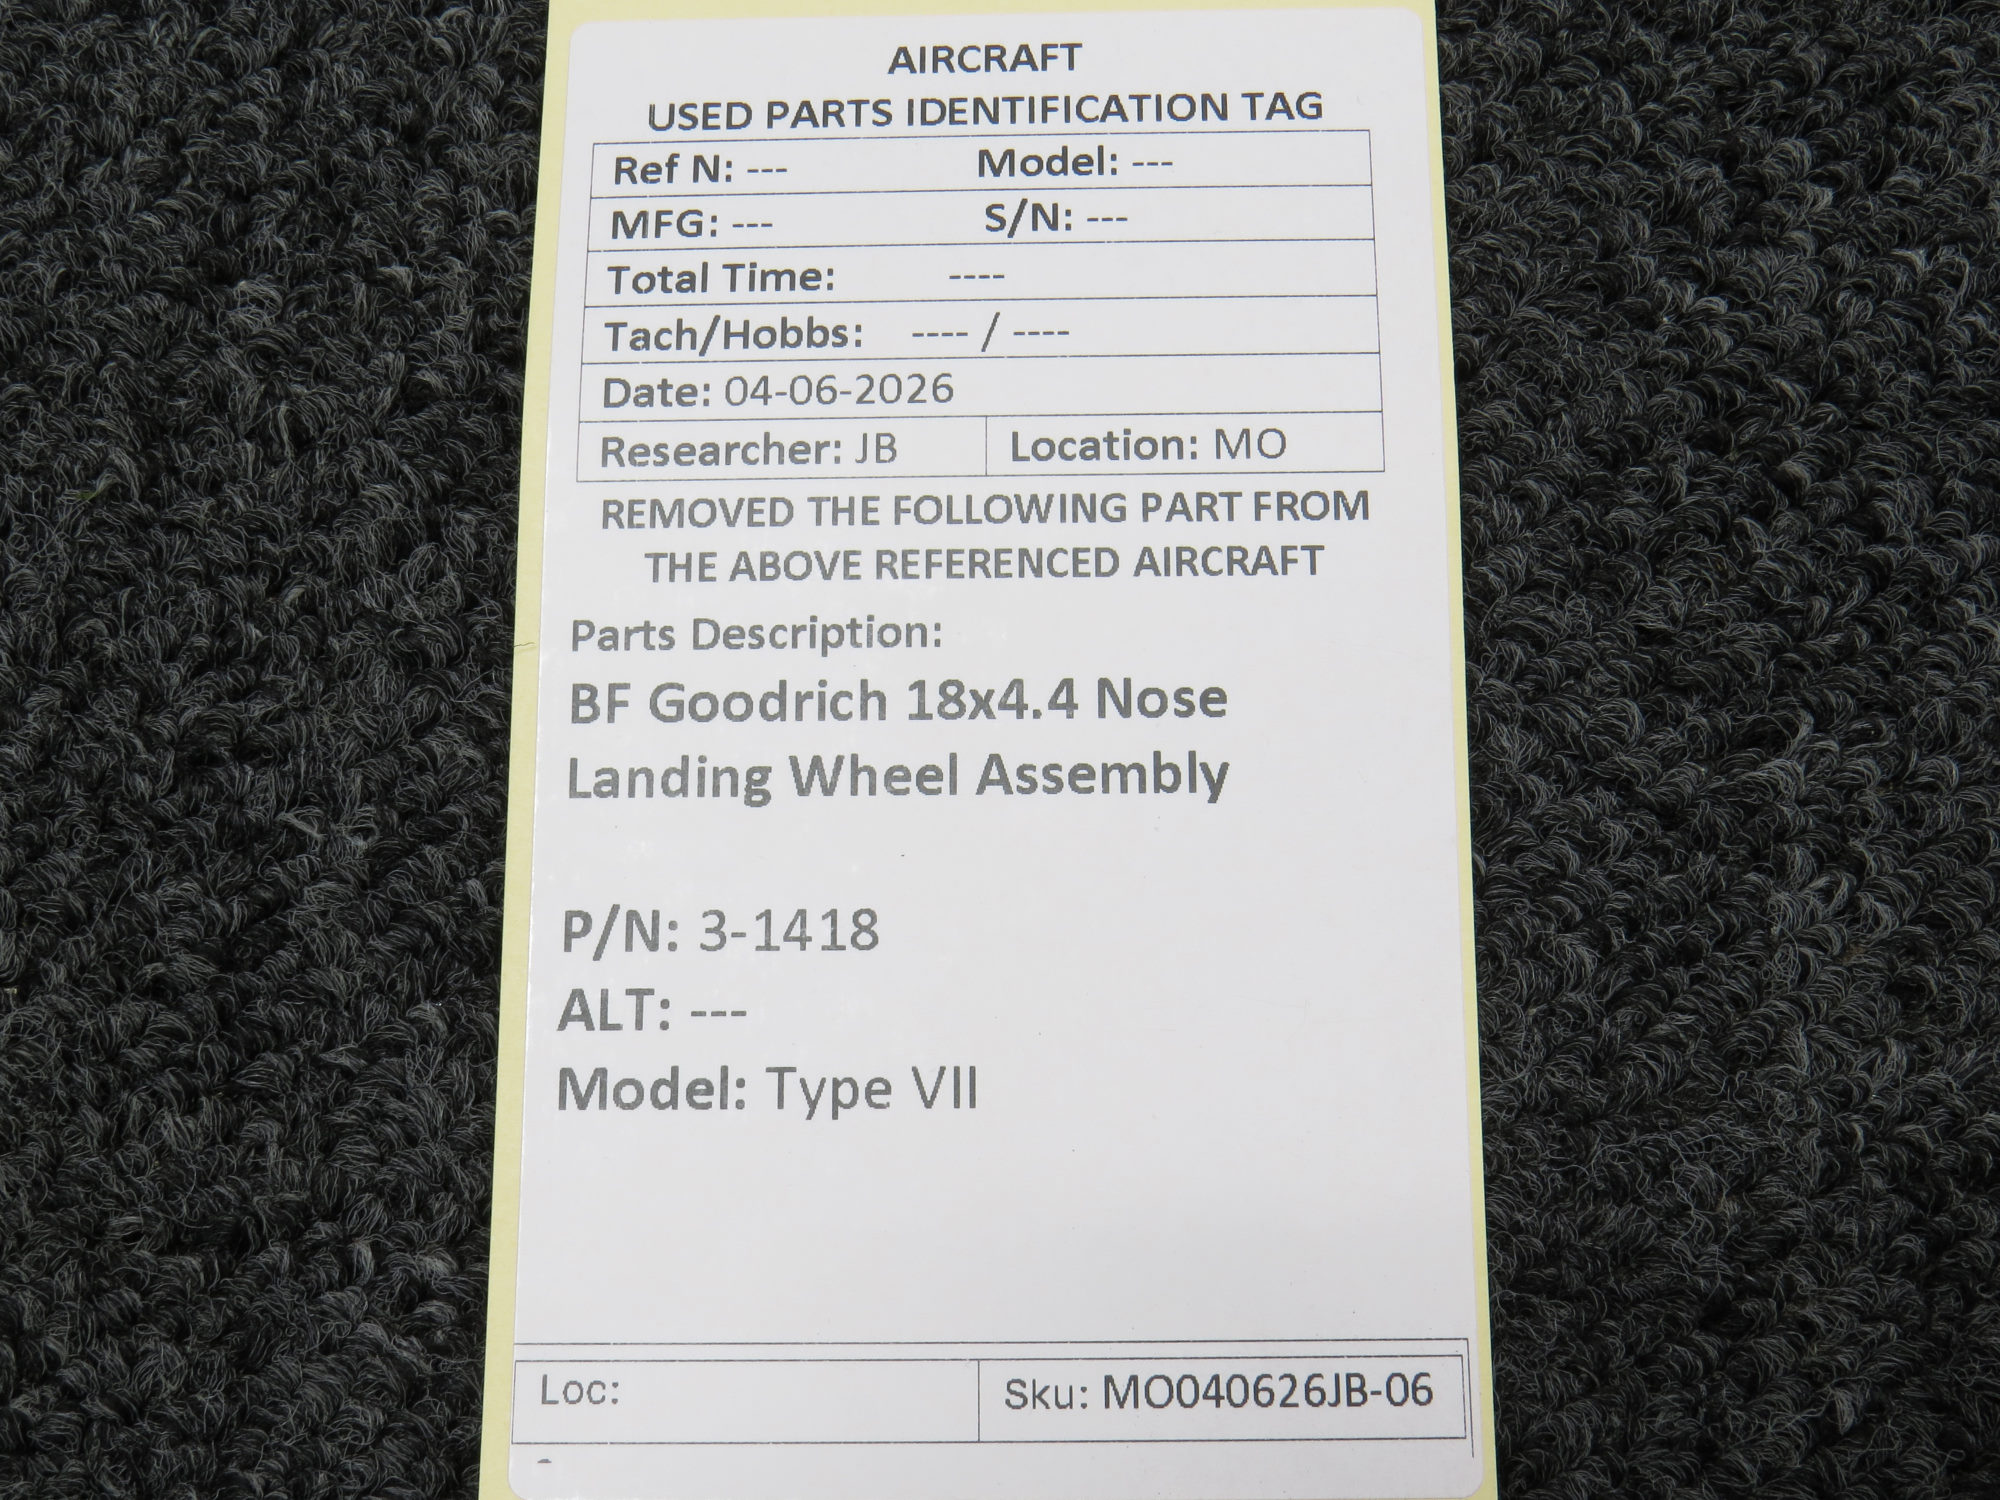 AIRCRAFT
USED PARTS IDENTIFICATION TAG
Ref N: --- Model: ---
MFG: --- S/N: ---
Total Time: ----
Tach/Hobbs: ---- / ----
Date: 04-06-2026
Researcher: JB Location: MO
REMOVED THE FOLLOWING PART FROM
THE ABOVE REFERENCED AIRCRAFT
Parts Description:
BF Goodrich 18x4.4 Nose
Landing Wheel Assembly
P/N: 3-1418
ALT: ---
Model: Type VII
Loc: Sku: MO040626JB-06